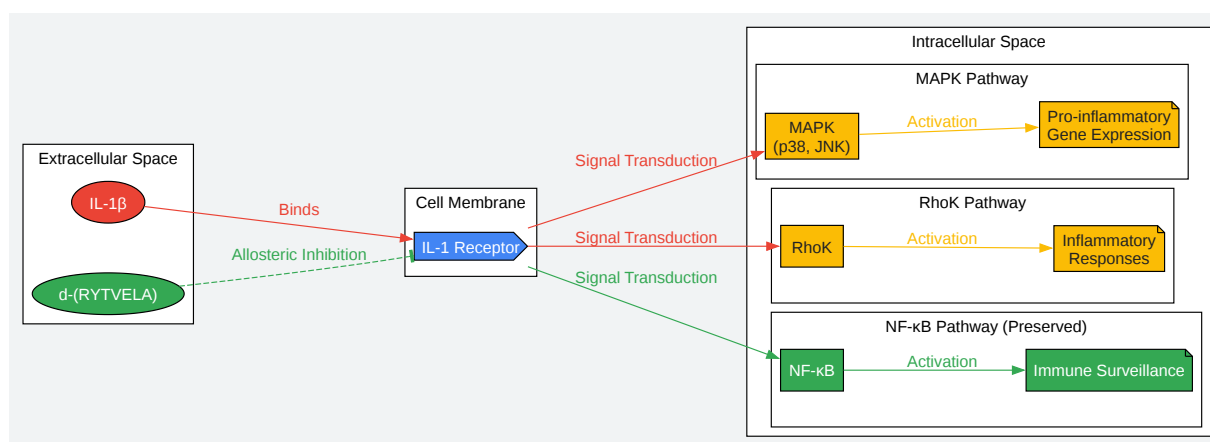 Intracellular Space
MAPK Pathway
MAPK
(p38, JNK)
Activation
Pro-inflammatory
Gene Expression
Extracellular Space
IL-1β
Binds
d-(RYTVELA)
Allosteric Inhibition
Cell Membrane
IL-1 Receptor
Signal Transduction
Signal Transduction
Signal Transduction
RhoK Pathway
RhoK
Activation
Inflammatory
Responses
NF-κB Pathway (Preserved)
NF-κB
Activation
Immune Surveillance